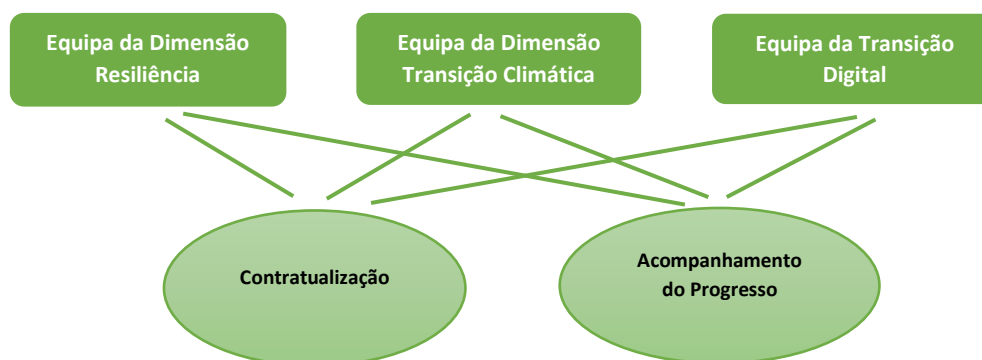 Equipa da Dimensão
Resiliência
Equipa da Dimensão
Transição Climática
Equipa da Transição
Digital
Contratualização
Acompanhamento
do Progresso